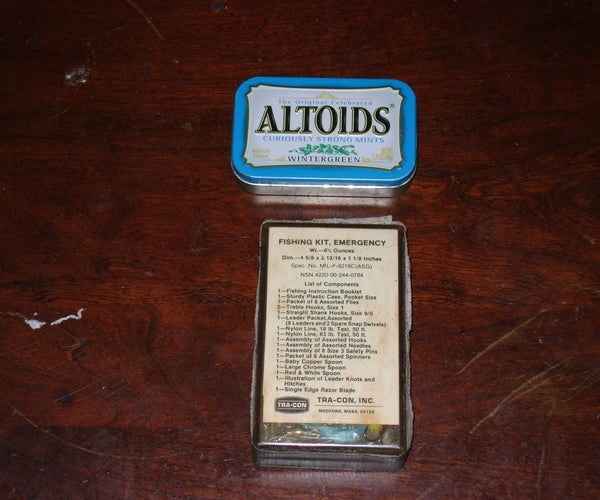 The Original Celebrated
ALTOIDS
CURIOUSLY STRONG MINTS
WINTERGREEN
FISHING KIT, EMERGENCY
Wt.—6½ Ounces
Dim.—4 5/8 x 2 13/16 x 1 1/8 Inches
Spec. No. MIL-F-6218C(ASG)
NSN 4220-00-244-0764
List of Components
1—Fishing Instruction Booklet
1—Sturdy Plastic Case, Pocket Size
1—Packet of 8 Assorted Flies
2—Treble Hooks, Size 1
1—Straight Shank Hooks, Size 9/0
1—Leader Packet, Assorted
(8 Leaders and 2 Spare Snap Swivels)
1—Nylon Line, 18 lb. Test, 50 ft.
1—Nylon Line, 63 lb. Test, 50 ft.
1—Assembly of Assorted Hooks
1—Assembly of Assorted Needles
1—Assembly of 8 Size 3 Safety Pins
1—Packet of 8 Assorted Spinners
1—Baby Copper Spoon
1—Large Chrome Spoon
1—Red & White Spoon
1—Illustration of Leader Knots and
Hitches
1—Single Edge Razor Blade
TRA-CON TRA-CON, INC.
MEDFORD, MASS. 02155